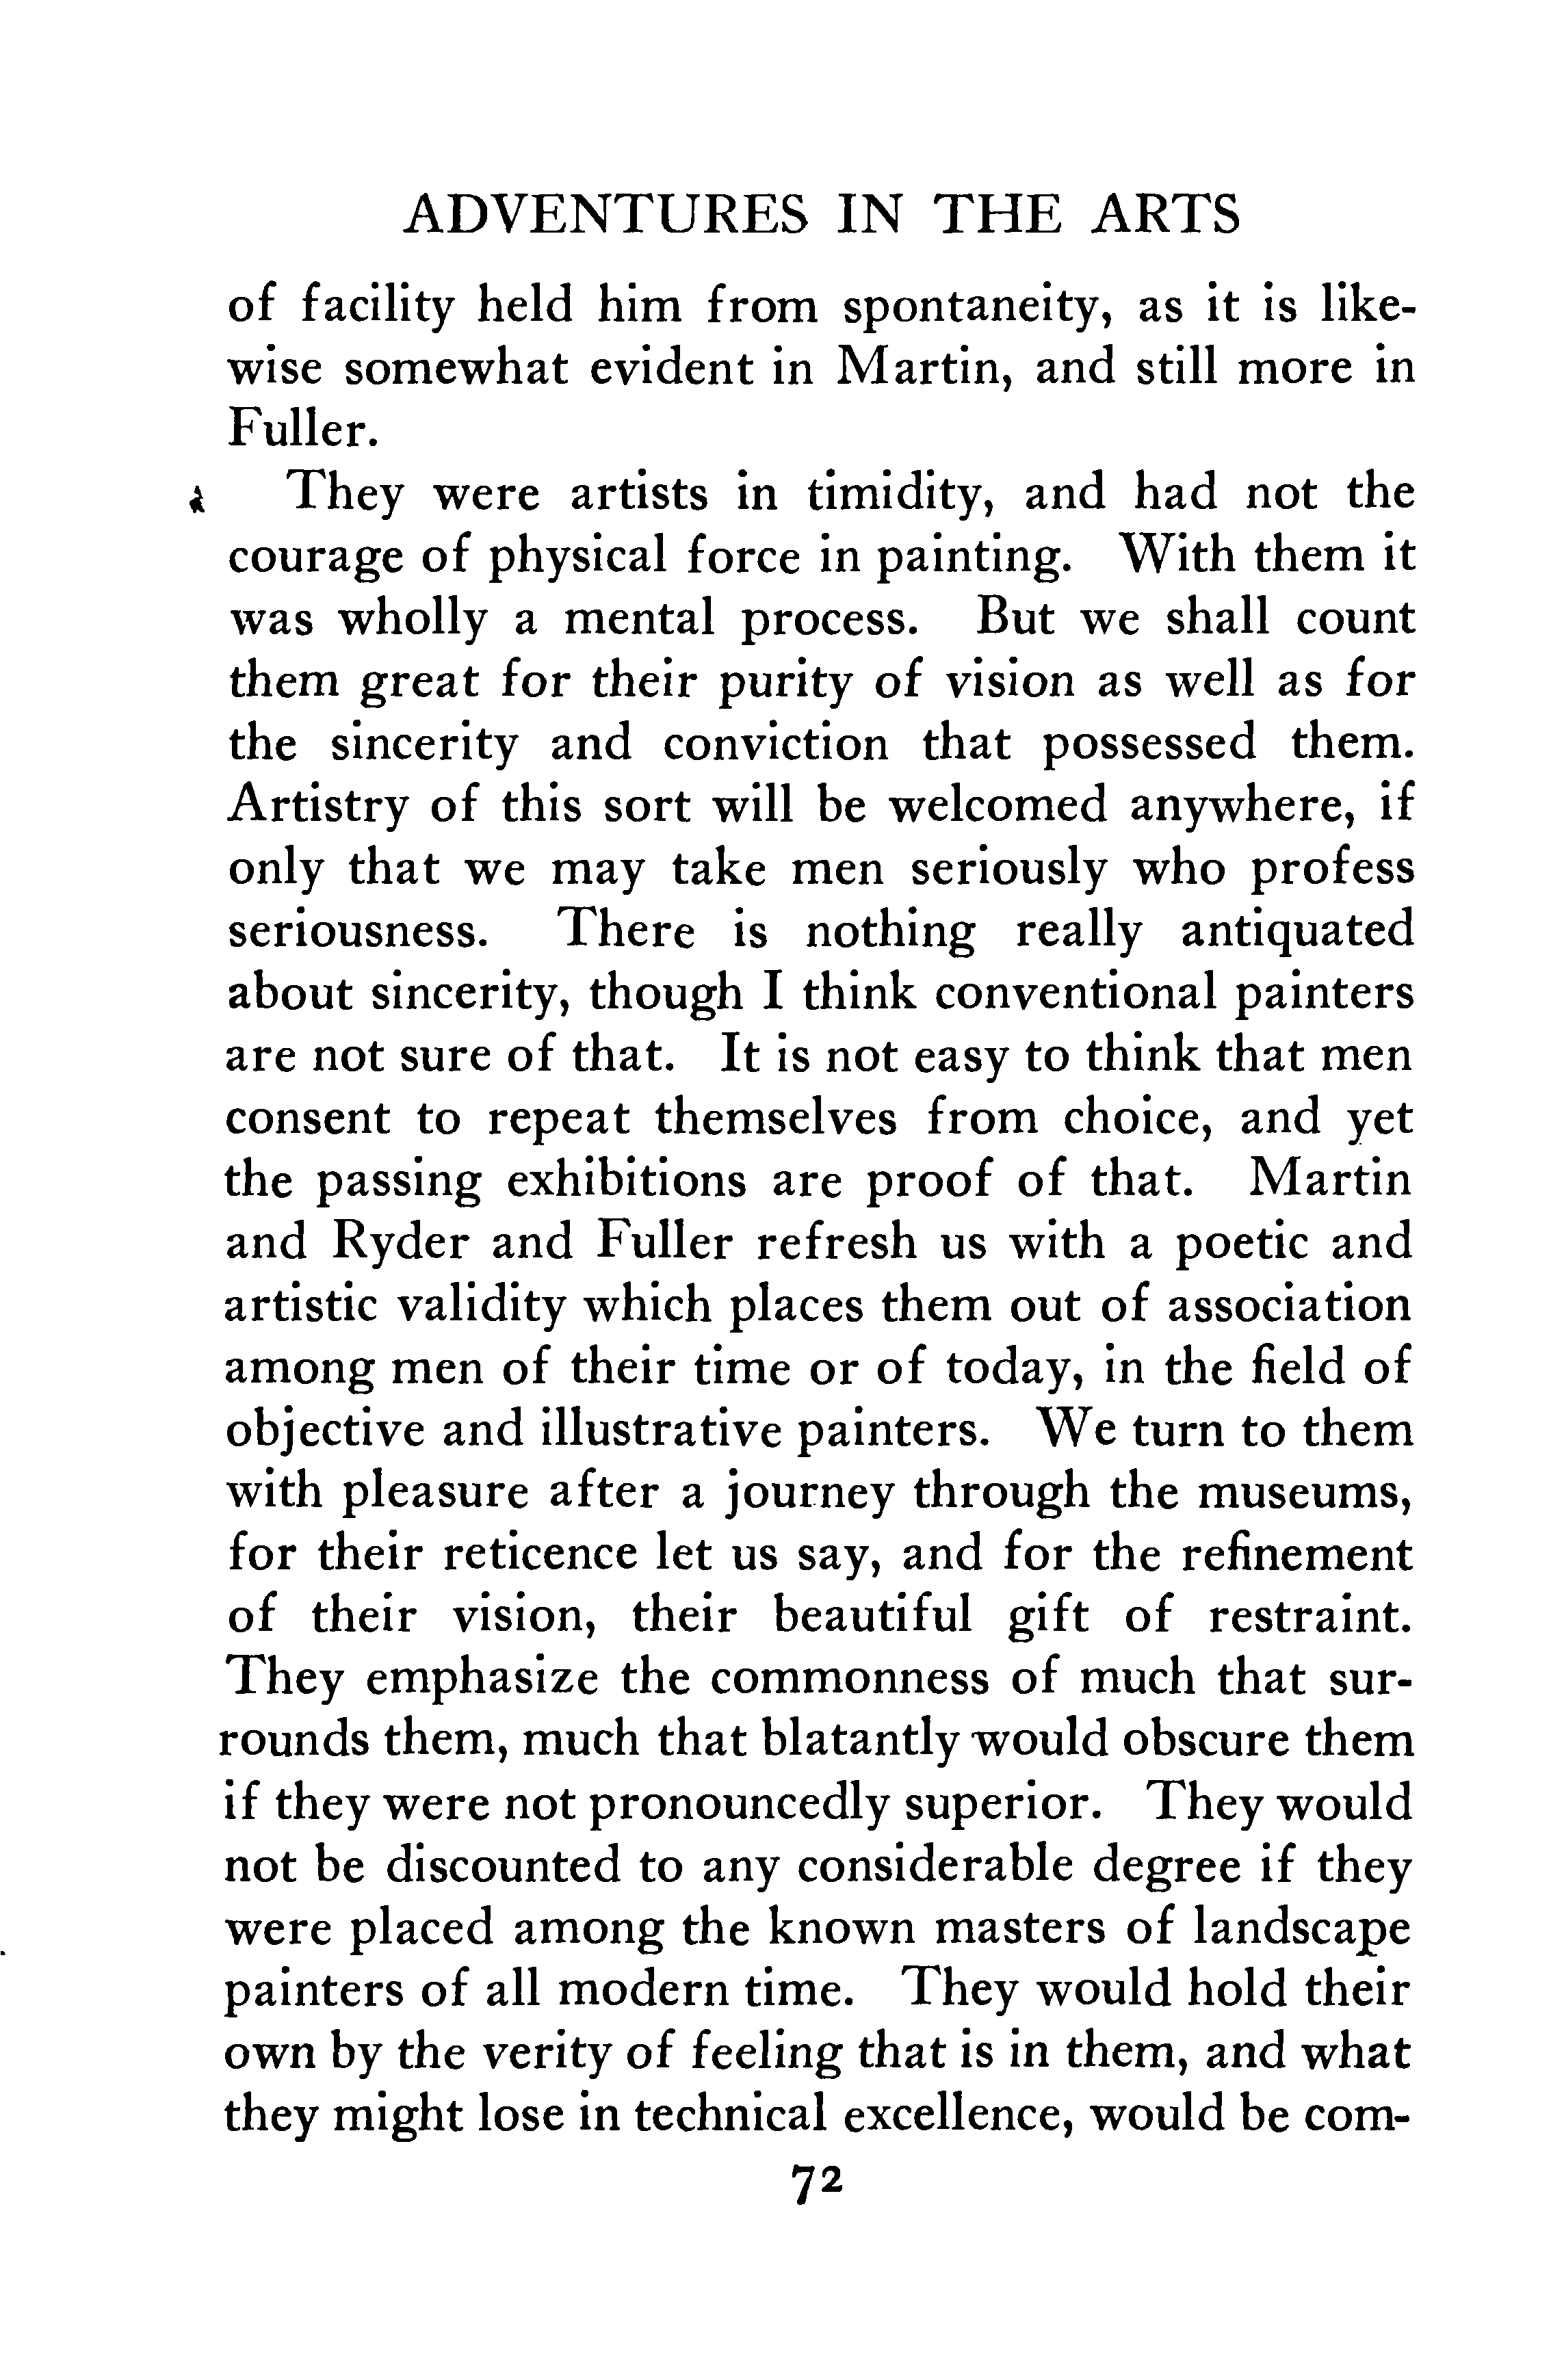 ADVENTURES IN THE ARTS
of facility held him from spontaneity, as it is like-
wise somewhat evident in Martin, and still more in
Fuller.
They were artists in timidity, and had not the
courage of physical force in painting. With them it
was wholly a mental process. But we shall count
them great for their purity of vision as well as for
the sincerity and conviction that possessed them.
Artistry of this sort will be welcomed anywhere, if
only that we may take men seriously who profess
seriousness. There is nothing really antiquated
about sincerity, though I think conventional painters
are not sure of that. It is not easy to think that men
consent to repeat themselves from choice, and yet
the passing exhibitions are proof of that. Martin
and Ryder and Fuller refresh us with a poetic and
artistic validity which places them out of association
among men of their time or of today, in the field of
objective and illustrative painters. We turn to them
with pleasure after a journey through the museums,
for their reticence let us say, and for the refinement
of their vision, their beautiful gift of restraint.
They emphasize the commonness of much that sur-
rounds them, much that blatantly would obscure them
if they were not pronouncedly superior. They would
not be discounted to any considerable degree if they
were placed among the known masters of landscape
painters of all modern time. They would hold their
own by the verity of feeling that is in them, and what
they might lose in technical excellence, would be com-
72